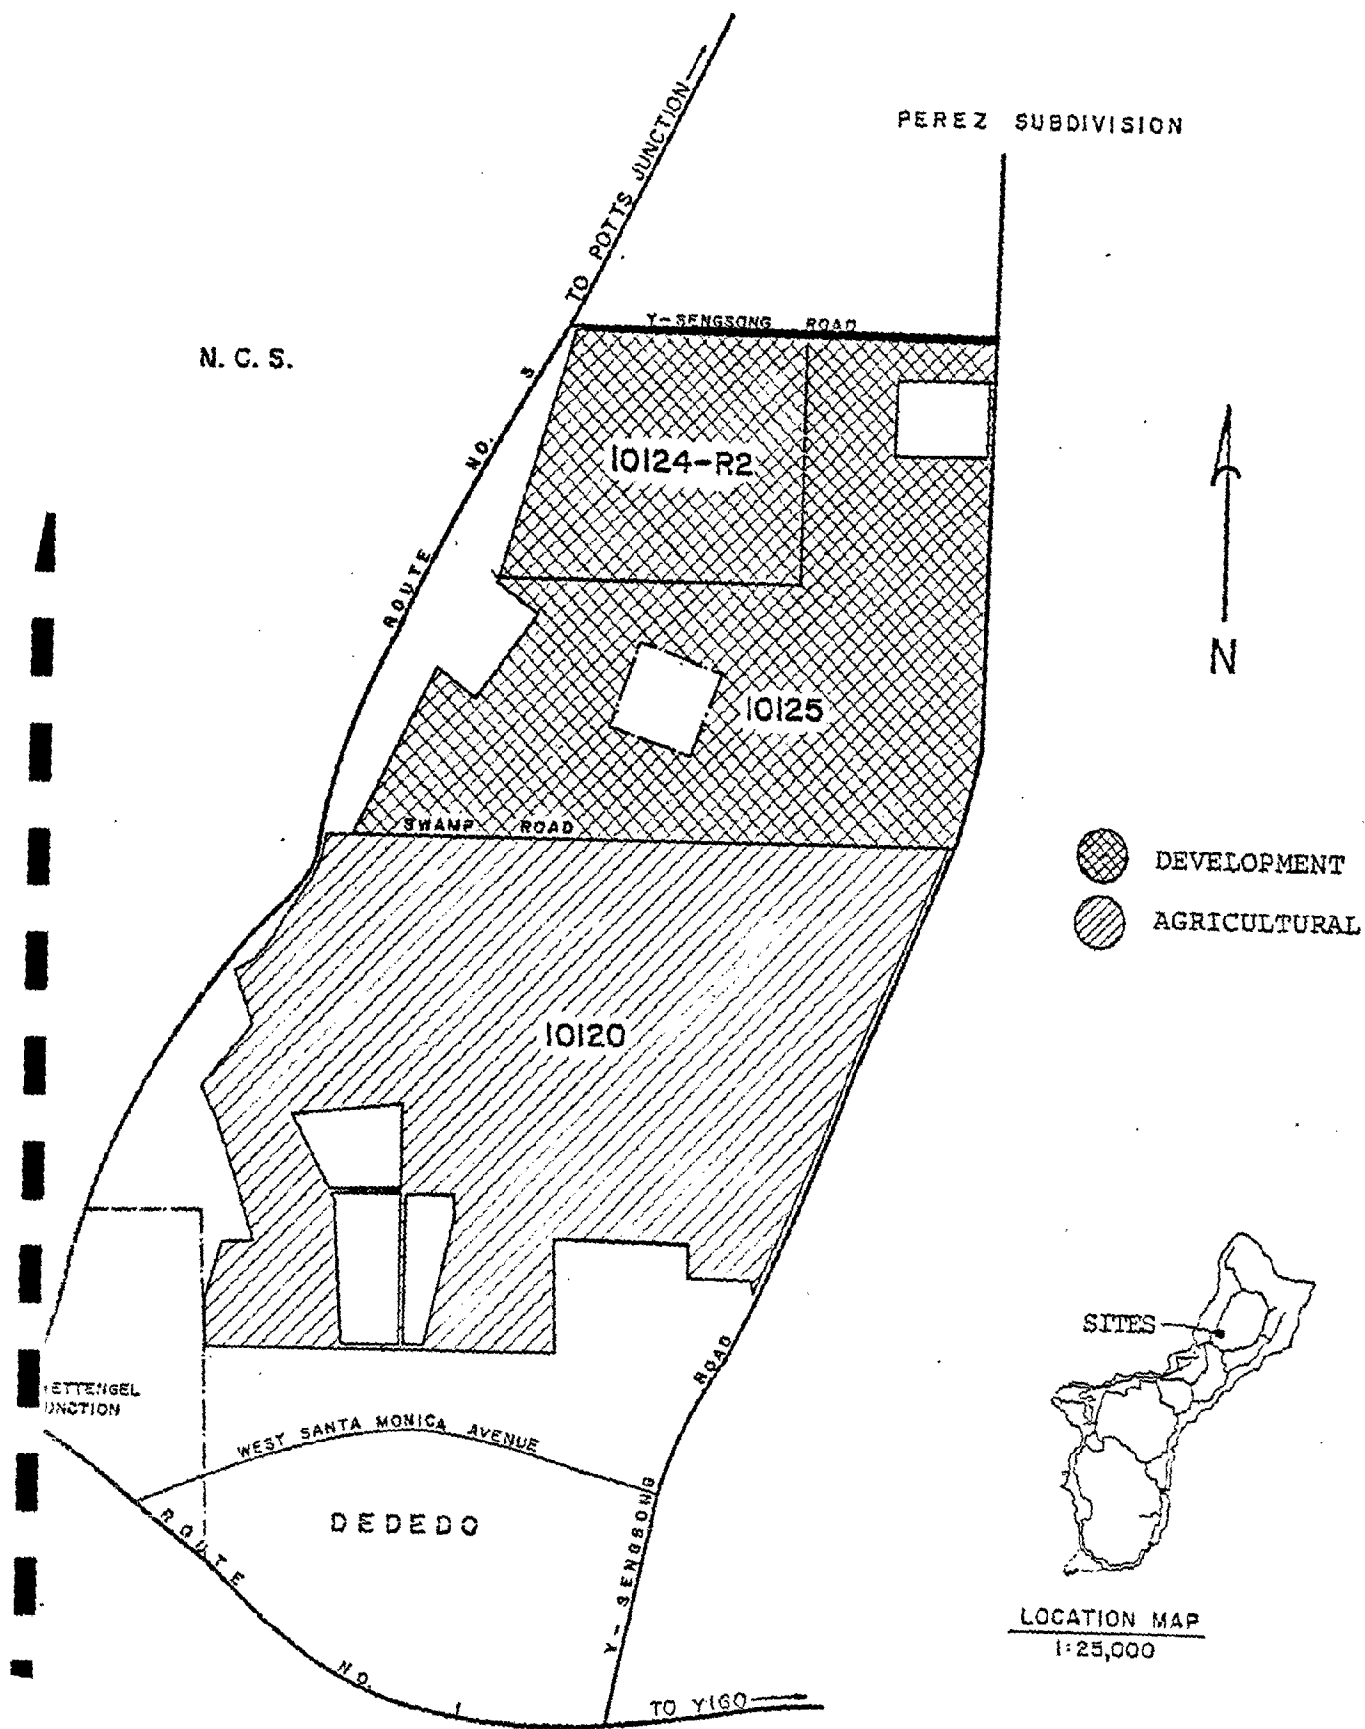 PEREZ SUBDIVISION
TO POTTS JUNCTION
Y-SENGSONG ROAD
N. C. S.
ROUTE NO. 3
10124-R2
N
10125
SWAMP ROAD
DEVELOPMENT
AGRICULTURAL
10120
SITES
ETTENGEL
UNCTION
WEST SANTA MONICA AVENUE
ROAD
DEDEDO
Y-SENGSONG
ROUTE NO. 1
LOCATION MAP
1:25,000
TO YIGO